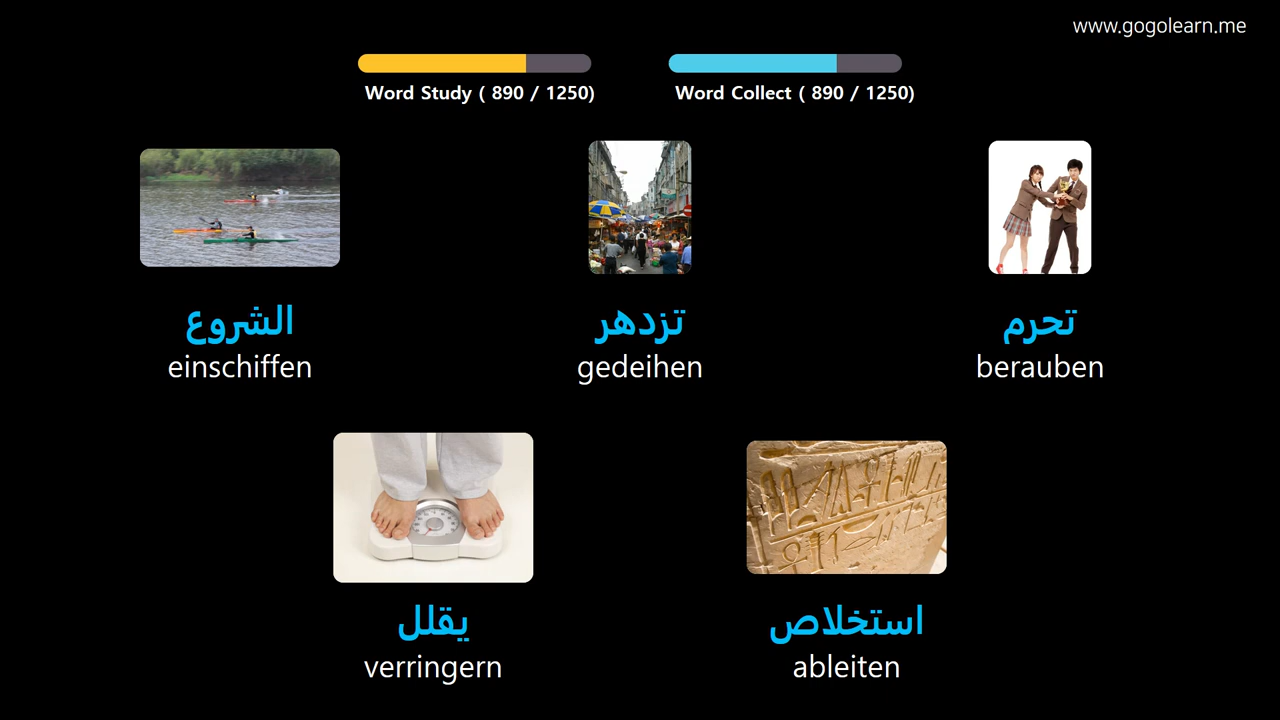 www.gogolearn.me
Word Study ( 890 / 1250)
Word Collect ( 890 / 1250)
الشروع
einschiffen
تزدهر
gedeihen
تحرم
berauben
يقلل
verringern
استخلاص
ableiten